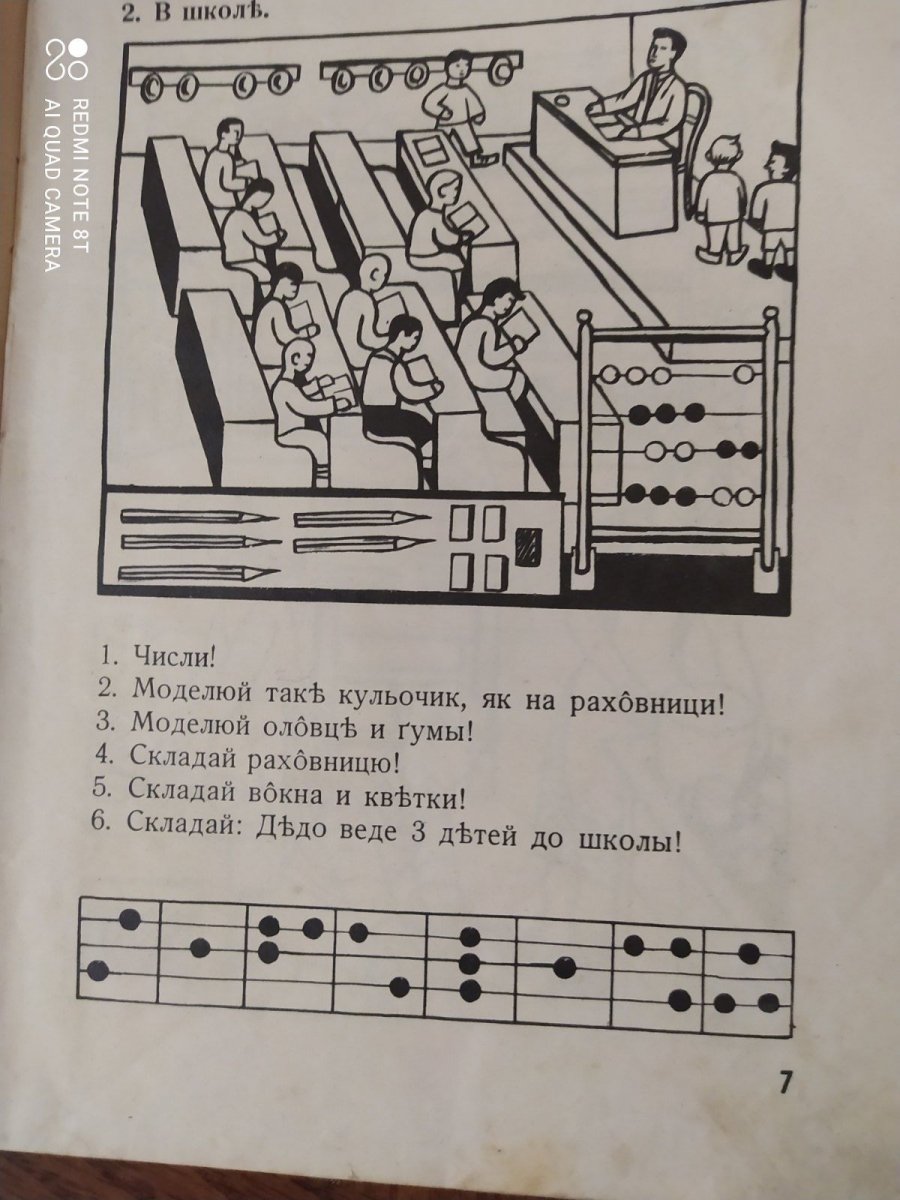 2. В школѣ.
REDMI NOTE 8T
AI QUAD CAMERA
1. Числи!
2. Моделюй такѣ кульочик, як на рахôвници!
3. Моделюй олôвцѣ и ґумы!
4. Складай рахôвницю!
5. Складай вôкна и квѣтки!
6. Складай: Дѣдо веде 3 дѣтей до школы!
7